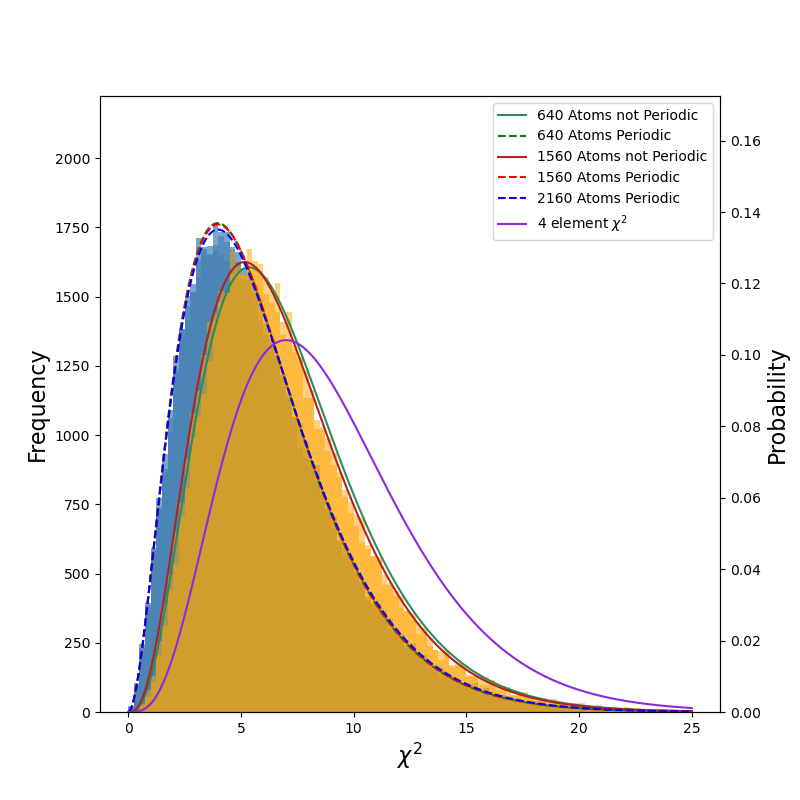 640 Atoms not Periodic
640 Atoms Periodic
1560 Atoms not Periodic
1560 Atoms Periodic
2160 Atoms Periodic
4 element χ²
Frequency
2000
1750
1500
1250
1000
750
500
250
0
0.16
0.14
0.12
0.10
0.08
0.06
0.04
0.02
0.00
Probability
0 5 10 15 20 25
χ²